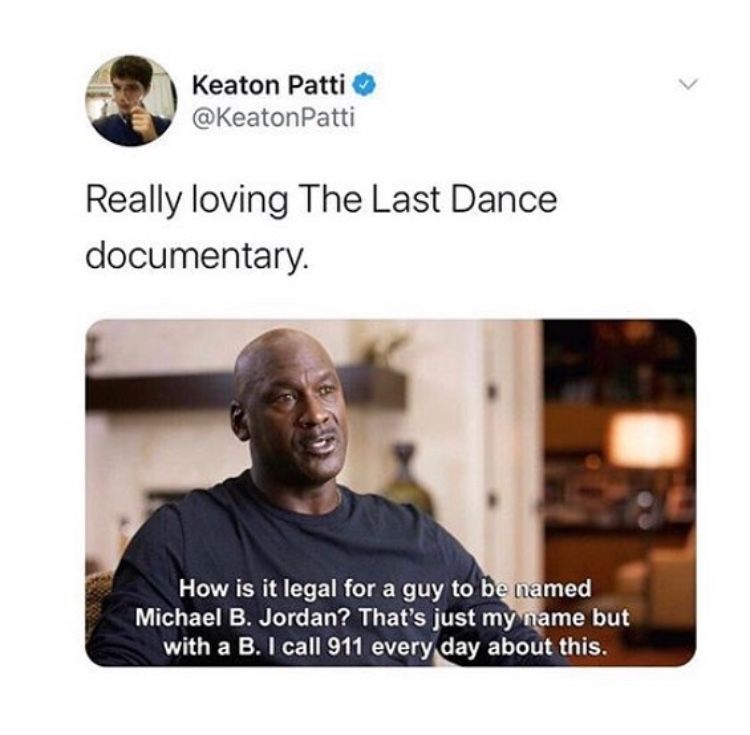 Keaton Patti
@KeatonPatti
Really loving The Last Dance
documentary.
How is it legal for a guy to be named
Michael B. Jordan? That's just my name but
with a B. I call 911 every day about this.